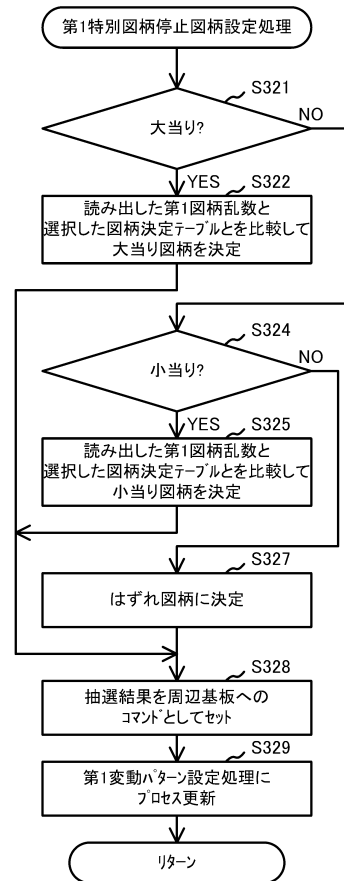 第1特別図柄停止図柄設定処理
S321
大当り?
NO
YES
S322
読み出した第1図柄乱数と
選択した図柄決定テーブルとを比較して
大当り図柄を決定
S324
小当り?
NO
YES
S325
読み出した第1図柄乱数と
選択した図柄決定テーブルとを比較して
小当り図柄を決定
S327
はずれ図柄に決定
S328
抽選結果を周辺基板への
コマンドとしてセット
S329
第1変動パターン設定処理に
プロセス更新
リターン